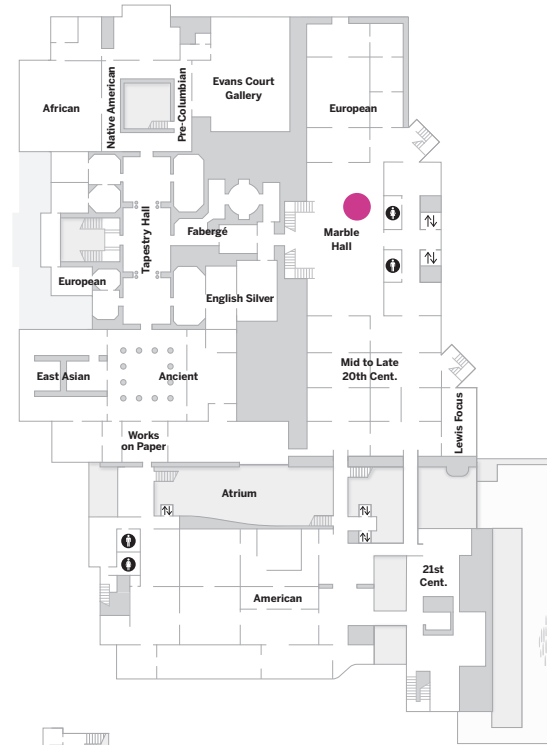 Evans Court
Gallery
African
Native American
Pre-Columbian
European
Tapestry Hall
Fabergé
Marble
Hall
European
English Silver
East Asian
Ancient
Mid to Late
20th Cent.
Lewis Focus
Works
on Paper
Atrium
21st
Cent.
American